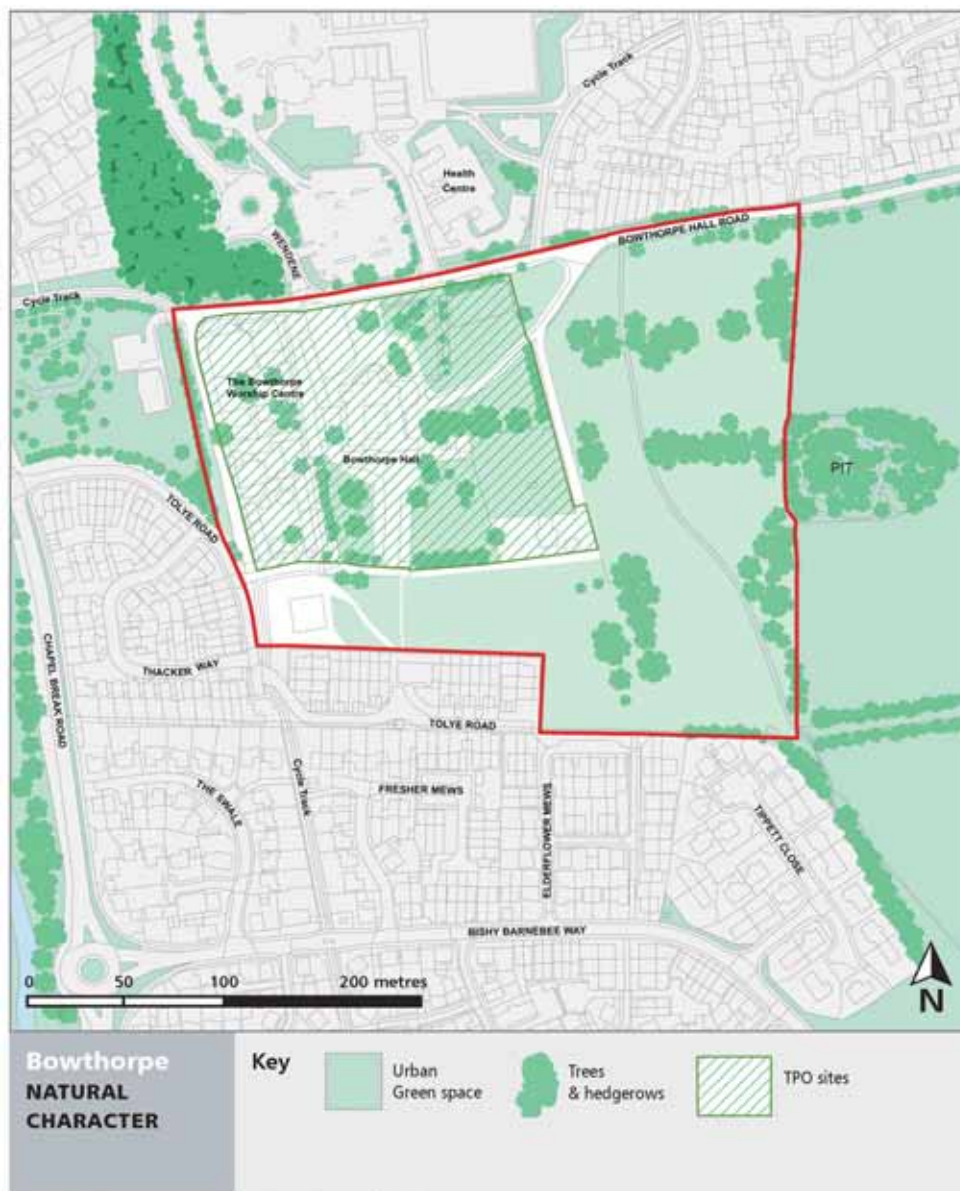 Cycle Track
Health
Centre
BOWTHORPE HALL ROAD
WENDENE
Cycle Track
The Bowthorpe
Worship Centre
Bowthorpe Hall
PIT
TOLYE ROAD
CHAPEL BREAK ROAD
THACKER WAY
TOLYE ROAD
Cycle Track
THE SWALE
FRESHER MEWS
ELDERFLOWER MEWS
TIPPETT CLOSE
BISHY BARNEBEE WAY
0 50 100 200 metres
N
Bowthorpe
NATURAL
CHARACTER
Key
Urban
Green space
Trees
& hedgerows
TPO sites